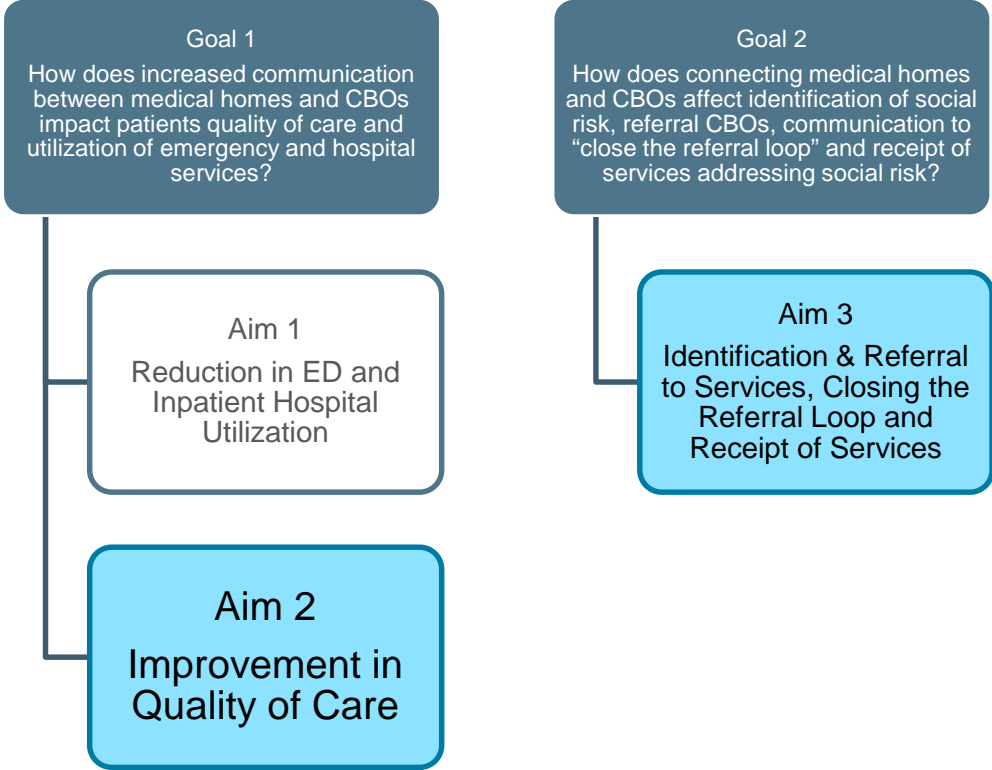 Goal 1
How does increased communication
between medical homes and CBOs
impact patients quality of care and
utilization of emergency and hospital
services?
Aim 1
Reduction in ED and
Inpatient Hospital
Utilization
Aim 2
Improvement in
Quality of Care
Goal 2
How does connecting medical homes
and CBOs affect identification of social
risk, referral CBOs, communication to
“close the referral loop” and receipt of
services addressing social risk?
Aim 3
Identification & Referral
to Services, Closing the
Referral Loop and
Receipt of Services